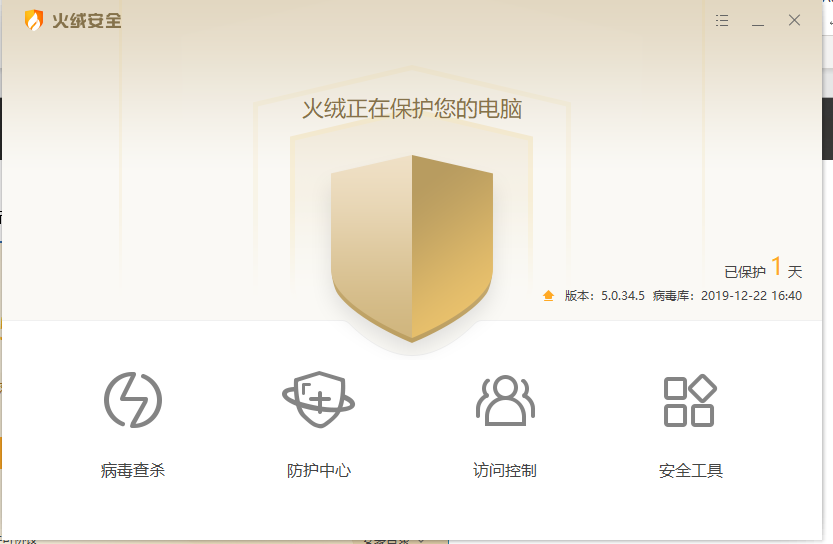 火绒安全
火绒正在保护您的电脑
已保护 1 天
版本：5.0.34.5 病毒库：2019-12-22 16:40
病毒查杀
防护中心
访问控制
安全工具